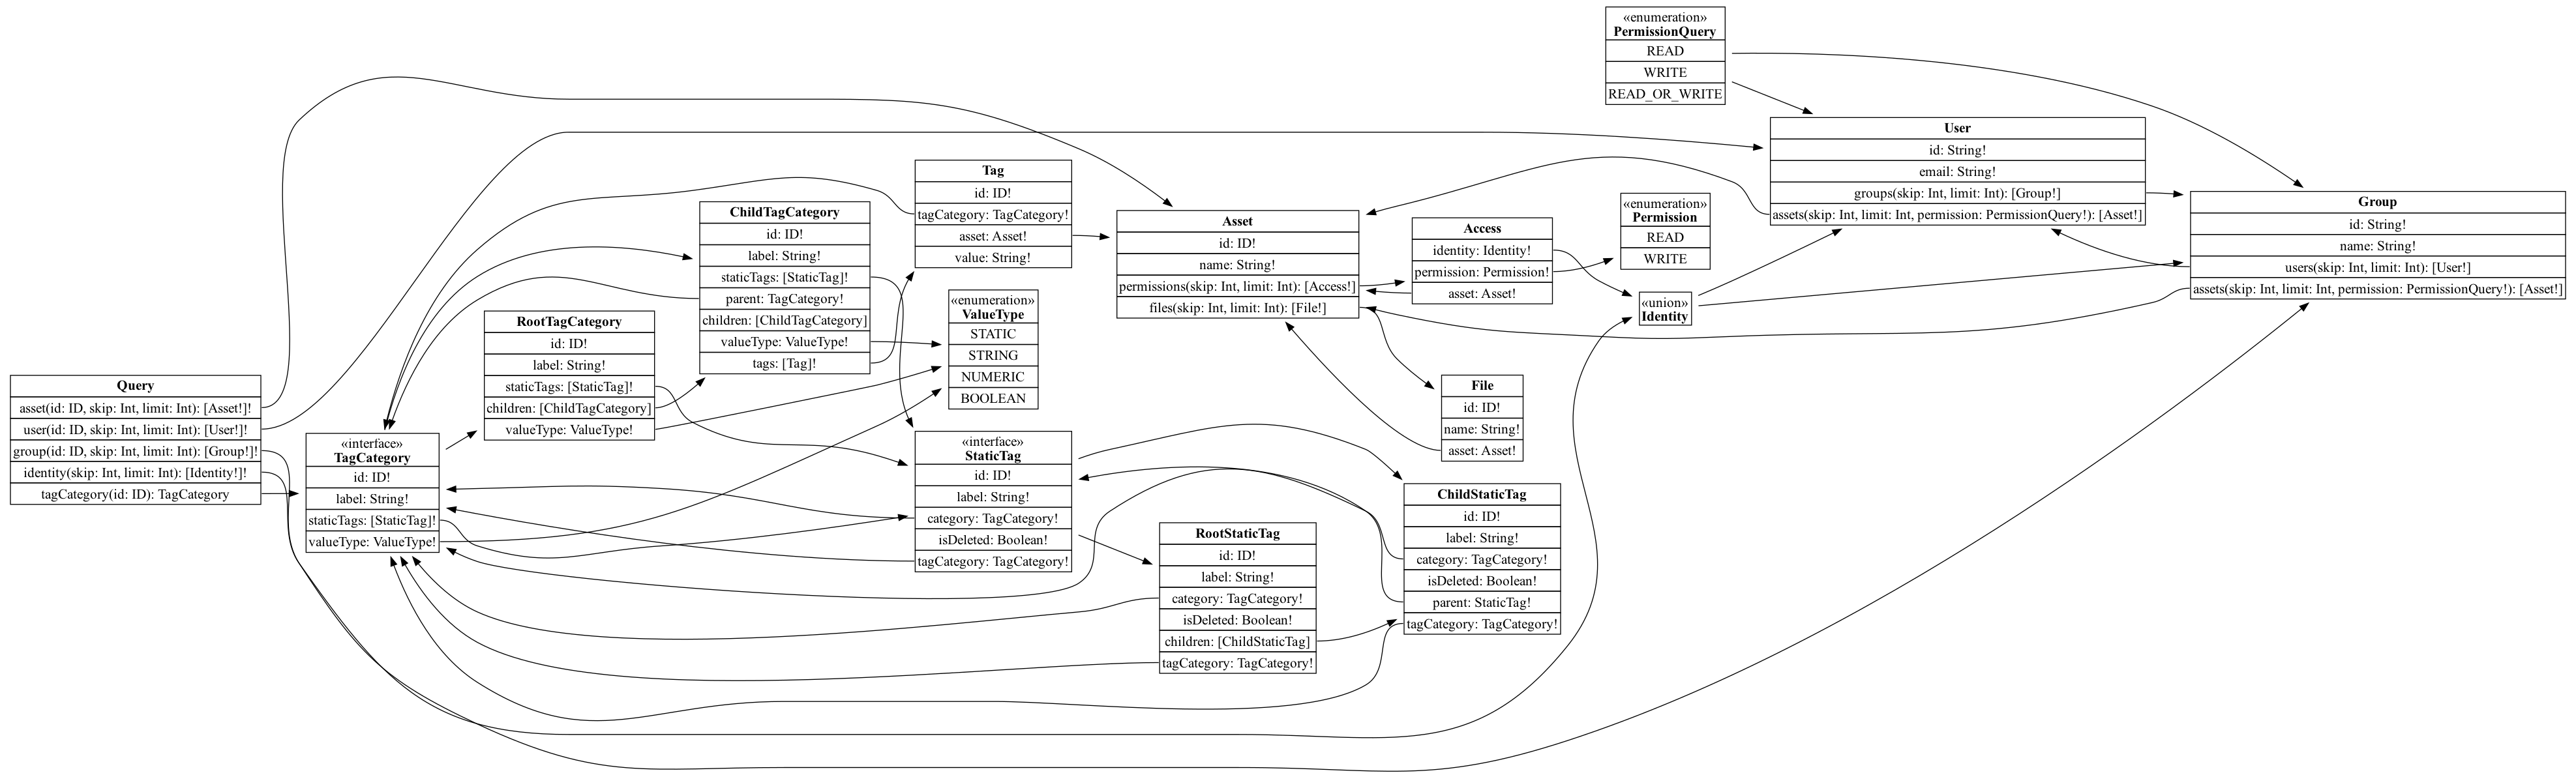 «enumeration»
PermissionQuery
READ
WRITE
READ_OR_WRITE
User
id: String!
email: String!
groups(skip: Int, limit: Int): [Group!]
assets(skip: Int, limit: Int, permission: PermissionQuery!): [Asset!]
Group
id: String!
name: String!
users(skip: Int, limit: Int): [User!]
assets(skip: Int, limit: Int, permission: PermissionQuery!): [Asset!]
Tag
id: ID!
tagCategory: TagCategory!
asset: Asset!
value: String!
ChildTagCategory
id: ID!
label: String!
staticTags: [StaticTag]!
parent: TagCategory!
children: [ChildTagCategory]
valueType: ValueType!
tags: [Tag]!
Asset
id: ID!
name: String!
permissions(skip: Int, limit: Int): [Access!]
files(skip: Int, limit: Int): [File!]
Access
identity: Identity!
permission: Permission!
asset: Asset!
«enumeration»
Permission
READ
WRITE
«union»
Identity
«enumeration»
ValueType
STATIC
STRING
NUMERIC
BOOLEAN
RootTagCategory
id: ID!
label: String!
staticTags: [StaticTag]!
children: [ChildTagCategory]
valueType: ValueType!
Query
asset(id: ID, skip: Int, limit: Int): [Asset!]!
user(id: ID, skip: Int, limit: Int): [User!]!
group(id: ID, skip: Int, limit: Int): [Group!]!
identity(skip: Int, limit: Int): [Identity!]!
tagCategory(id: ID): TagCategory
«interface»
TagCategory
id: ID!
label: String!
staticTags: [StaticTag]!
valueType: ValueType!
File
id: ID!
name: String!
asset: Asset!
«interface»
StaticTag
id: ID!
label: String!
category: TagCategory!
isDeleted: Boolean!
tagCategory: TagCategory!
ChildStaticTag
id: ID!
label: String!
category: TagCategory!
isDeleted: Boolean!
parent: StaticTag!
tagCategory: TagCategory!
RootStaticTag
id: ID!
label: String!
category: TagCategory!
isDeleted: Boolean!
children: [ChildStaticTag]
tagCategory: TagCategory!